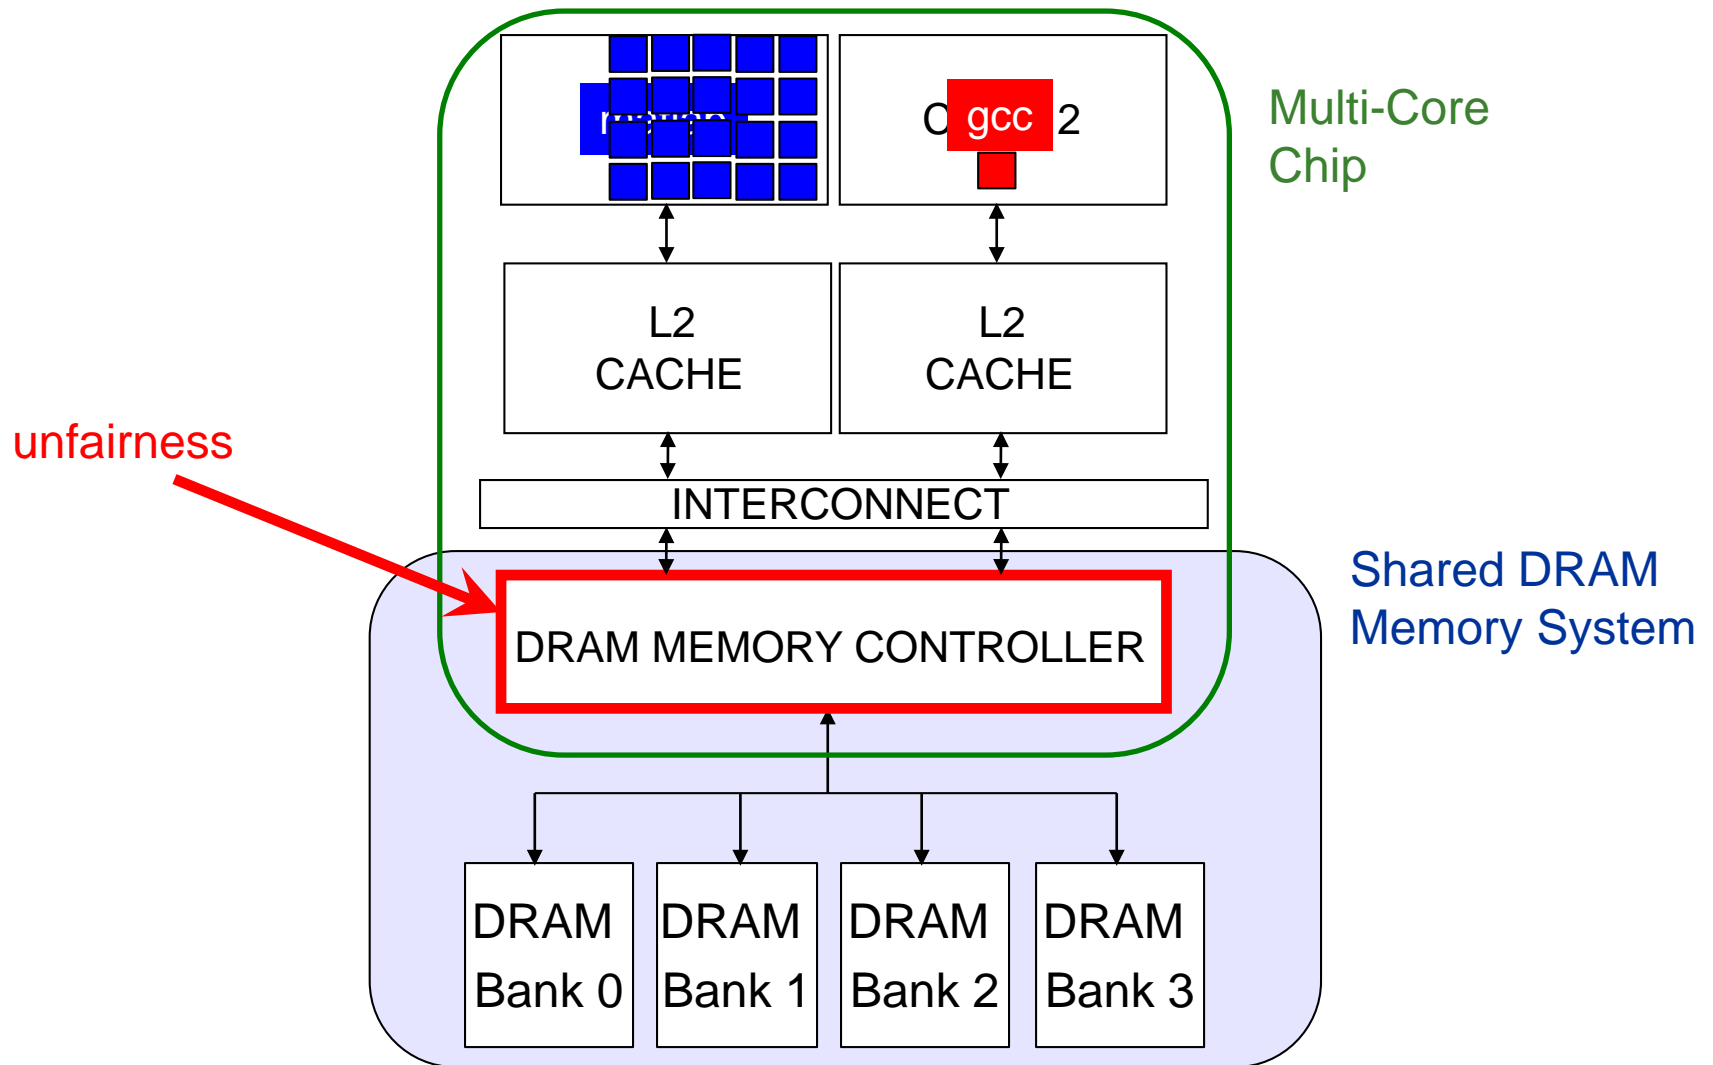 gcc
2
Multi-Core
Chip
L2
CACHE
L2
CACHE
unfairness
INTERCONNECT
Shared DRAM
Memory System
DRAM MEMORY CONTROLLER
DRAM
Bank 0
DRAM
Bank 1
DRAM
Bank 2
DRAM
Bank 3